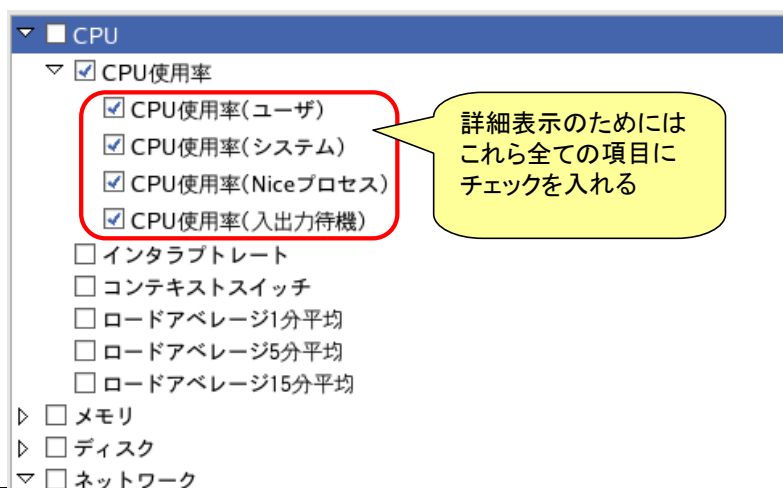 CPU
CPU使用率
CPU使用率(ユーザ)
CPU使用率(システム)
CPU使用率(Niceプロセス)
CPU使用率(入出力待機)
詳細表示のためには
これら全ての項目に
チェックを入れる
インタラプトレート
コンテキストスイッチ
ロードアベレージ1分平均
ロードアベレージ5分平均
ロードアベレージ15分平均
メモリ
ディスク
ネットワーク